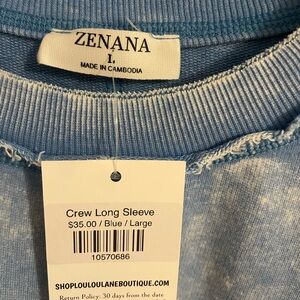 ZENANA
L
MADE IN CAMBODIA
Crew Long Sleeve
$35.00 / Blue / Large
10570686
SHOPLOULOULANEBOUTIQUE.COM
Return Policy: 30 days from the date